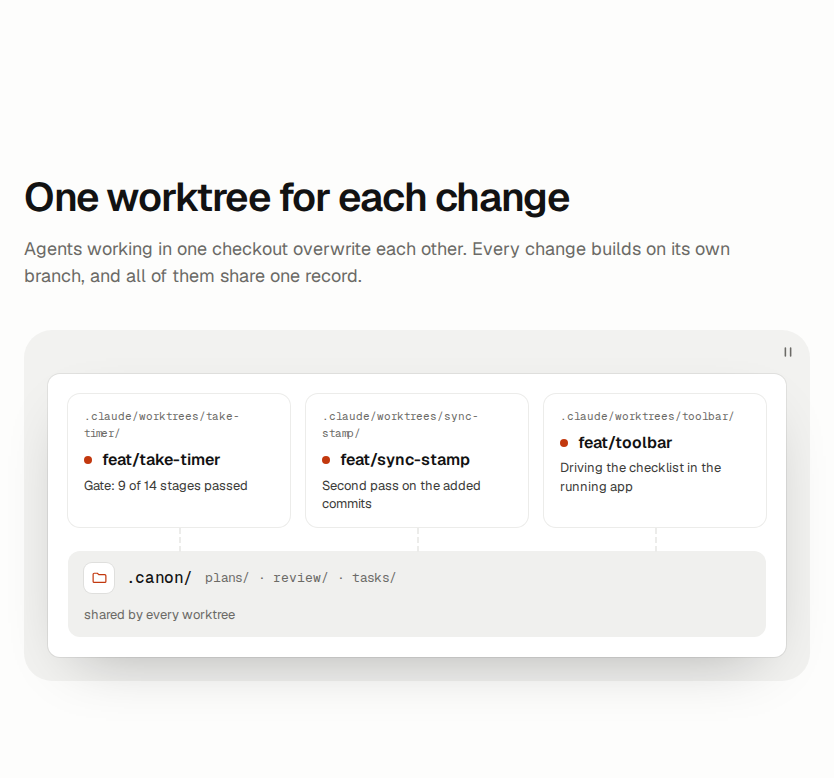 One worktree for each change
Agents working in one checkout overwrite each other. Every change builds on its own
branch, and all of them share one record.
.claude/worktrees/take-
timer/
feat/take-timer
Gate: 9 of 14 stages passed
.claude/worktrees/sync-
stamp/
feat/sync-stamp
Second pass on the added
commits
.claude/worktrees/toolbar/
feat/toolbar
Driving the checklist in the
running app
.canon/ plans/ · review/ · tasks/
shared by every worktree